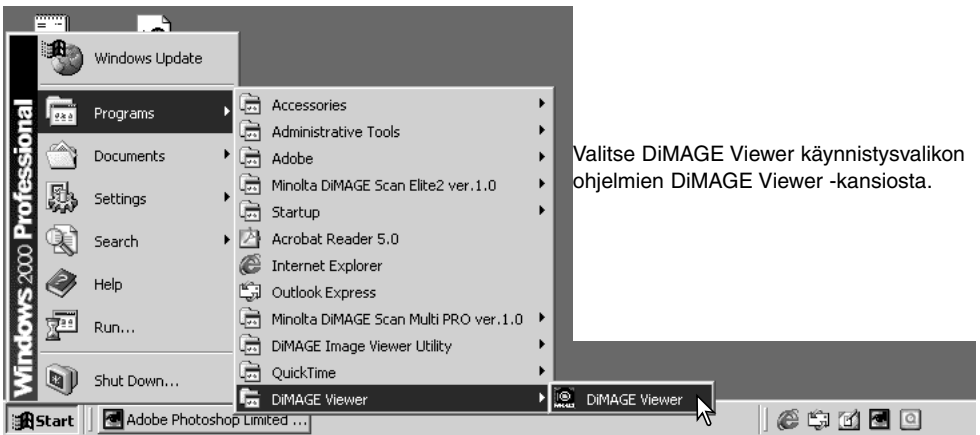 Windows 2000 Professional
Windows Update
Programs
Documents
Settings
Search
Help
Run...
Shut Down...
Accessories
Administrative Tools
Adobe
Minolta DiMAGE Scan Elite2 ver.1.0
Startup
Acrobat Reader 5.0
Internet Explorer
Outlook Express
Minolta DiMAGE Scan Multi PRO ver.1.0
DiMAGE Image Viewer Utility
QuickTime
DiMAGE Viewer
DiMAGE Viewer
Valitse DiMAGE Viewer käynnistysvalikon
ohjelmien DiMAGE Viewer -kansiosta.
Start
Adobe Photoshop Limited ...